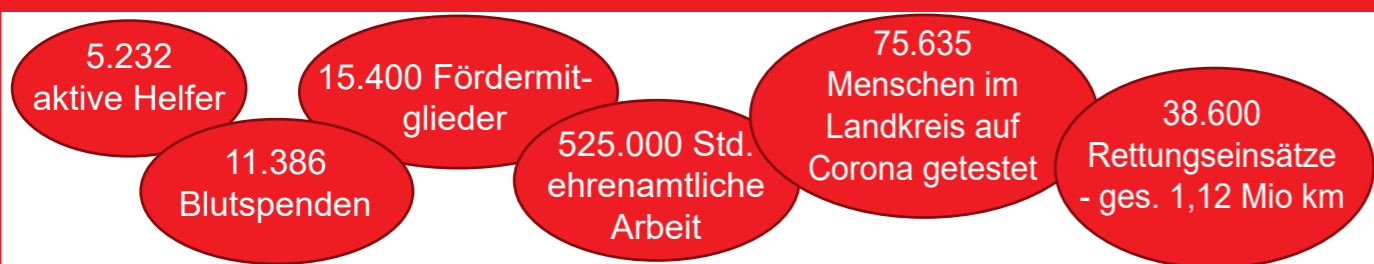 5.232
aktive Helfer
11.386
Blutspenden
15.400 Fördermit-
glieder
525.000 Std.
ehrenamtliche
Arbeit
75.635
Menschen im
Landkreis auf
Corona getestet
38.600
Rettungseinsätze
- ges. 1,12 Mio km